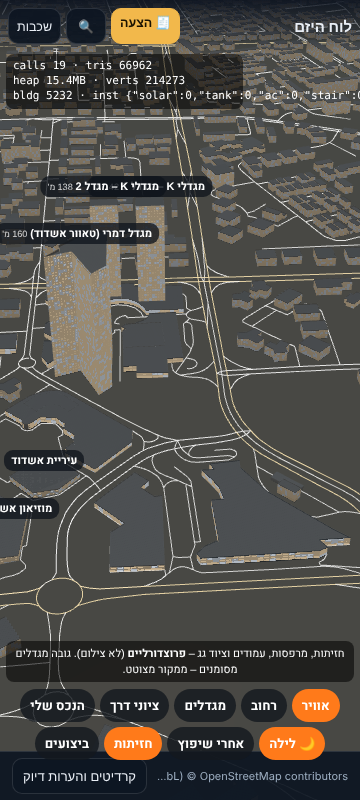 לוח היזם
🧾 הצעה
🔍
שכבות
calls 19 · tris 66962
heap 15.4MB · verts 214273
bldg 5232 · inst {"solar":0,"tank":0,"ac":0,"stair":0
מגדלי K – מגדל 2 138 מ'
מגדלי K
מגדל דמרי (טאוור אשדוד) 160 מ'
עיריית אשדוד
מוזיאון אש
חזיתות, מרפסות, עמודים וציוד גג – פרוצדורליים (לא צילום). גובה מגדלים
מסומנים – ממקור מצוטט.
אוויר
רחוב
מגדלים
ציוני דרך
הנכס שלי
🌙 לילה
אחרי שיפוץ
חזיתות
ביצועים
© OpenStreetMap contributors (ODbL...
קרדיטים והערות דיוק